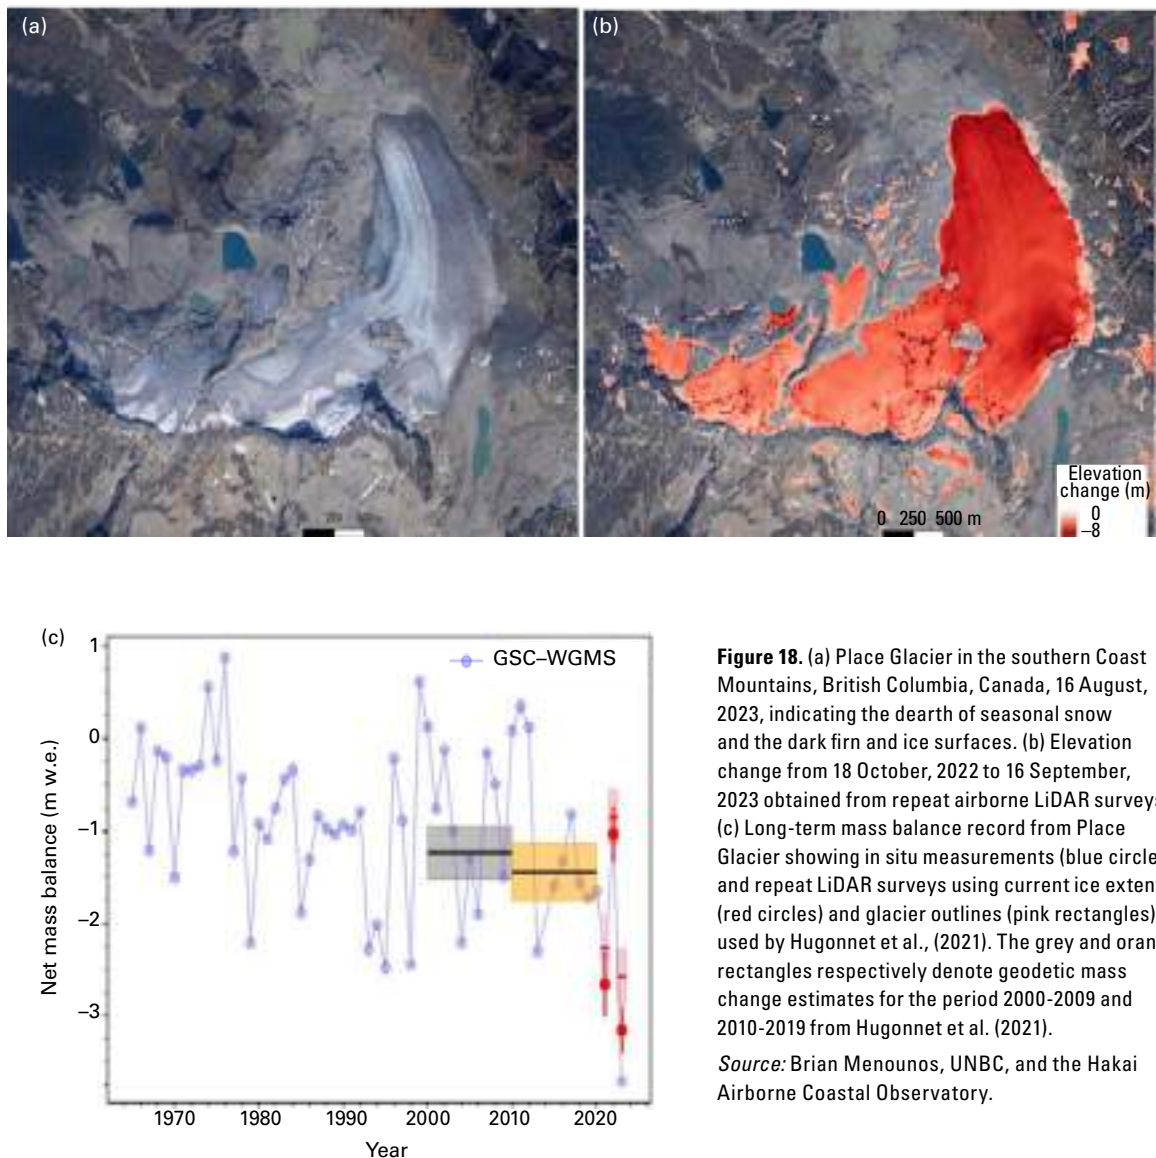 (a)
(b)
Elevation
change (m)
0
–8
0 250 500 m
(c)
GSC–WGMS
1
0
–1
–2
–3
Net mass balance (m w.e.)
1970 1980 1990 2000 2010 2020
Year
Figure 18. (a) Place Glacier in the southern Coast
Mountains, British Columbia, Canada, 16 August,
2023, indicating the dearth of seasonal snow
and the dark firn and ice surfaces. (b) Elevation
change from 18 October, 2022 to 16 September,
2023 obtained from repeat airborne LiDAR survey
(c) Long-term mass balance record from Place
Glacier showing in situ measurements (blue circle
and repeat LiDAR surveys using current ice exten
(red circles) and glacier outlines (pink rectangles)
used by Hugonnet et al., (2021). The grey and oran
rectangles respectively denote geodetic mass
change estimates for the period 2000-2009 and
2010-2019 from Hugonnet et al. (2021).
Source: Brian Menounos, UNBC, and the Hakai
Airborne Coastal Observatory.